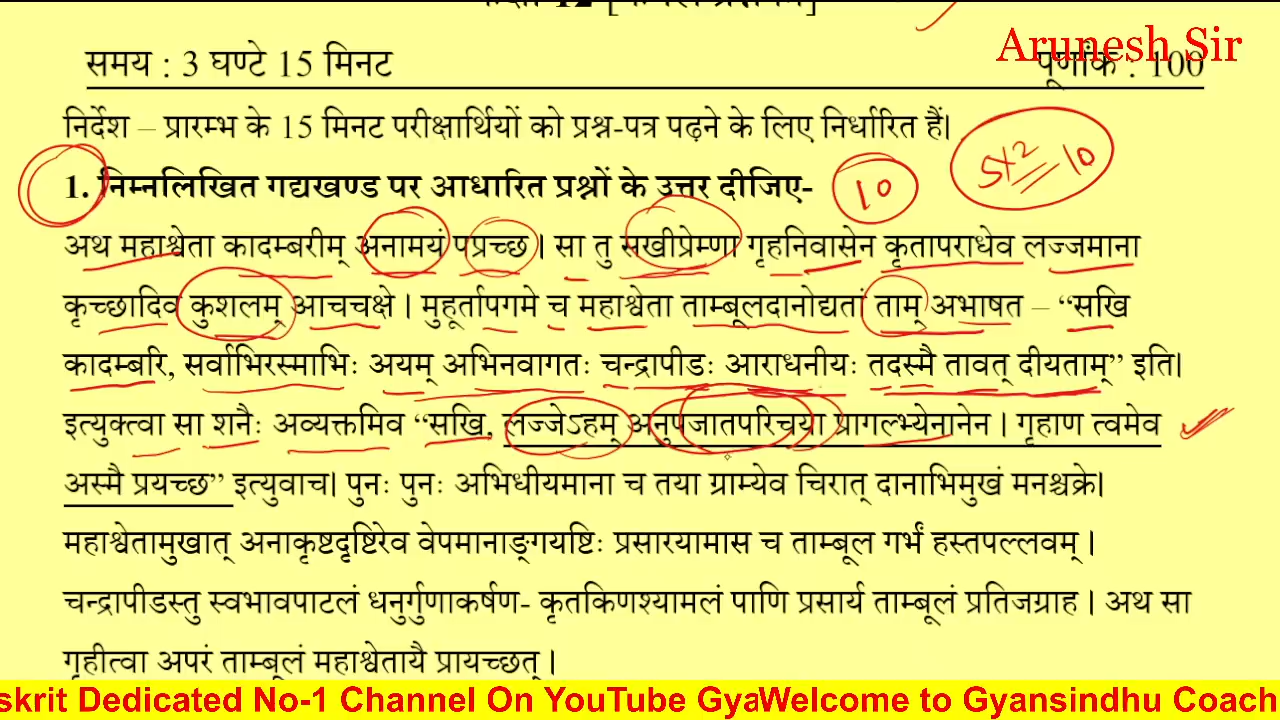 Arunesh Sir
समय : 3 घण्टे 15 मिनट पूर्णांक : 100
निर्देश – प्रारम्भ के 15 मिनट परीक्षार्थियों को प्रश्न-पत्र पढ़ने के लिए निर्धारित हैं।
5x2 = 10
1. निम्नलिखित गद्यखण्ड पर आधारित प्रश्नों के उत्तर दीजिए- 10
अथ महाश्वेता कादम्बरीम् अनामयं पप्रच्छ। सा तु सखीप्रेम्णा गृहनिवासेन कृतापराधेव लज्जमाना
कृच्छादिव कुशलम् आचचक्षे। मुहूर्तापगमे च महाश्वेता ताम्बूलदानोद्यतां ताम् अभाषत – “सखि
कादम्बरि, सर्वाभिरस्माभिः अयम् अभिनवागतः चन्द्रापीडः आराधनीयः तदस्मै तावत् दीयताम्” इति।
इत्युक्त्वा सा शनैः अव्यक्तमिव “सखि, लज्जेऽहम् अनुपजातपरिचया प्रागल्भ्येनानेन। गृहाण त्वमेव
अस्मै प्रयच्छ” इत्युवाच। पुनः पुनः अभिधीयमाना च तया ग्राम्येव चिरात् दानाभिमुखं मनश्चक्रे।
महाश्वेतामुखात् अनाकृष्टदृष्टिरेव वेपमानाङ्गयष्टिः प्रसारयामास च ताम्बूल गर्भं हस्तपल्लवम्।
चन्द्रापीडस्तु स्वभावपाटलं धनुर्गुणाकर्षण- कृतकिणश्यामलं पाणि प्रसार्य ताम्बूलं प्रतिजग्राह। अथ सा
गृहीत्वा अपरं ताम्बूलं महाश्वेतायै प्रायच्छत्।
skrit Dedicated No-1 Channel On YouTube GyaWelcome to Gyansindhu Coach